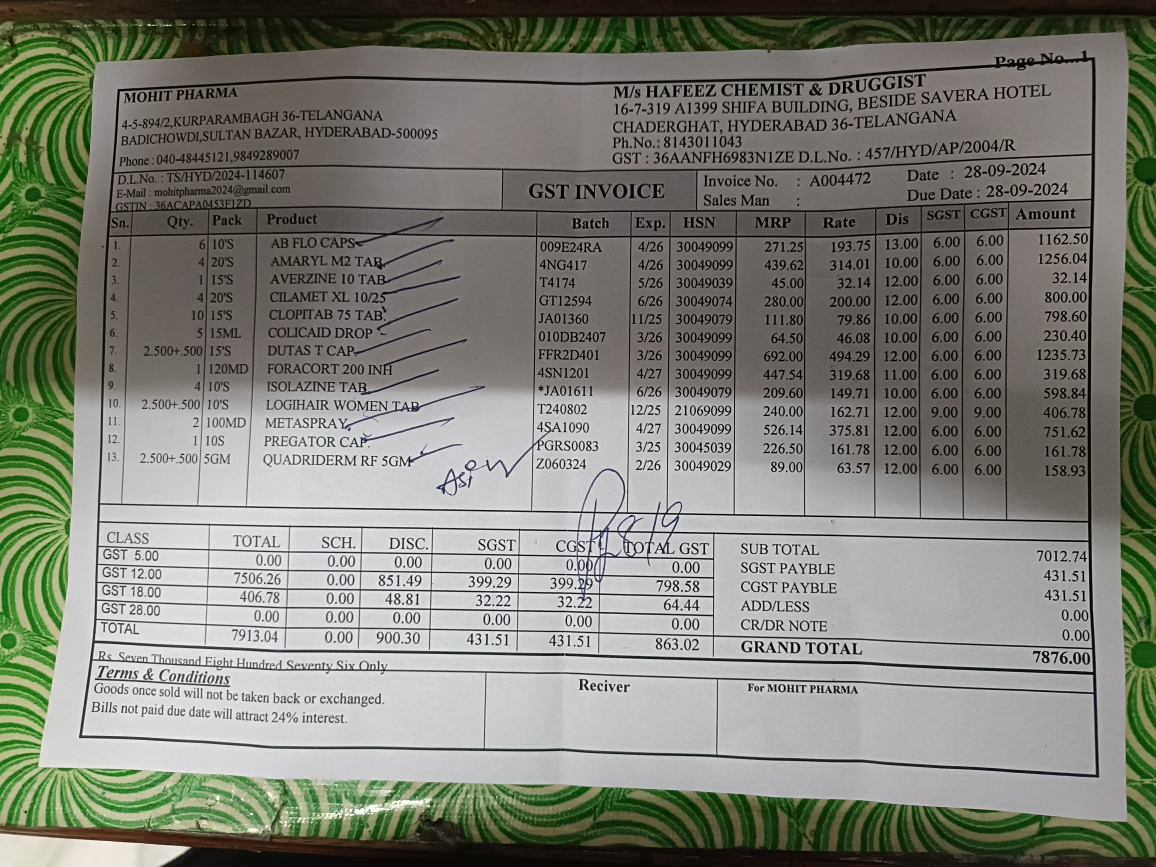 Page No...1
MOHIT PHARMA
4-5-894/2,KURPARAMBAGH 36-TELANGANA
BADICHOWDI,SULTAN BAZAR, HYDERABAD-500095
Phone : 040-48445121,9849289007
D.L.No. : TS/HYD/2024-114607
E-Mail : mohitpharma2024@gmail.com
GSTIN : 36ACAPA0453F1ZD
M/s HAFEEZ CHEMIST & DRUGGIST
16-7-319 A1399 SHIFA BUILDING, BESIDE SAVERA HOTEL
CHADERGHAT, HYDERABAD 36-TELANGANA
Ph.No.: 8143011043
GST : 36AANFH6983N1ZE D.L.No. : 457/HYD/AP/2004/R
GST INVOICE
Invoice No. : A004472 Date : 28-09-2024
Sales Man : Due Date : 28-09-2024
Sn. Qty. Pack Product Batch Exp. HSN MRP Rate Dis SGST CGST Amount
1. 6 10'S AB FLO CAPS 009E24RA 4/26 30049099 271.25 193.75 13.00 6.00 6.00 1162.50
2. 4 20'S AMARYL M2 TAB 4NG417 4/26 30049099 439.62 314.01 10.00 6.00 6.00 1256.04
3. 1 15'S AVERZINE 10 TAB T4174 5/26 30049039 45.00 32.14 12.00 6.00 6.00 32.14
4. 4 20'S CILAMET XL 10/25 GT12594 6/26 30049074 280.00 200.00 12.00 6.00 6.00 800.00
5. 10 15'S CLOPITAB 75 TAB JA01360 11/25 30049079 111.80 79.86 10.00 6.00 6.00 798.60
6. 5 15ML COLICAID DROP 010DB2407 3/26 30049099 64.50 46.08 10.00 6.00 6.00 230.40
7. 2.500+.500 15'S DUTAS T CAP FFR2D401 3/26 30049099 692.00 494.29 12.00 6.00 6.00 1235.73
8. 1 120MD FORACORT 200 INH 4SN1201 4/27 30049099 447.54 319.68 11.00 6.00 6.00 319.68
9. 4 10'S ISOLAZINE TAB *JA01611 6/26 30049079 209.60 149.71 10.00 6.00 6.00 598.84
10. 2.500+.500 10'S LOGIHAIR WOMEN TAB T240802 12/25 21069099 240.00 162.71 12.00 9.00 9.00 406.78
11. 2 100MD METASPRAY 4SA1090 4/27 30049099 526.14 375.81 12.00 6.00 6.00 751.62
12. 1 10S PREGATOR CAP PGRS0083 3/25 30045039 226.50 161.78 12.00 6.00 6.00 161.78
13. 2.500+.500 5GM QUADRIDERM RF 5GM Z060324 2/26 30049029 89.00 63.57 12.00 6.00 6.00 158.93
CLASS TOTAL SCH. DISC. SGST CGST TOTAL GST
GST 5.00 0.00 0.00 0.00 0.00 0.00 0.00
GST 12.00 7506.26 0.00 851.49 399.29 399.29 798.58
GST 18.00 406.78 0.00 48.81 32.22 32.22 64.44
GST 28.00 0.00 0.00 0.00 0.00 0.00 0.00
TOTAL 7913.04 0.00 900.30 431.51 431.51 863.02
SUB TOTAL 7012.74
SGST PAYBLE 431.51
CGST PAYBLE 431.51
ADD/LESS 0.00
CR/DR NOTE 0.00
GRAND TOTAL 7876.00
Rs. Seven Thousand Eight Hundred Seventy Six Only
Terms & Conditions
Goods once sold will not be taken back or exchanged.
Bills not paid due date will attract 24% interest.
Reciver
For MOHIT PHARMA